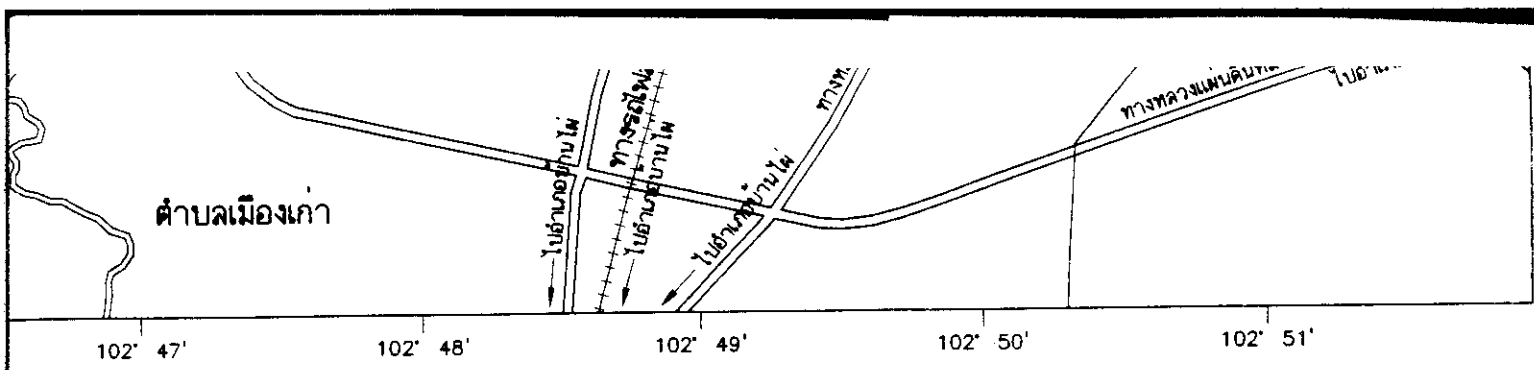 ทางรถไฟ
ทางหลวงแผ่นดิน
ไปอำเภอบ้านไผ่
ไปอำเภอบ้านไผ่
ไปอำเภอบ้านไผ่
ตำบลเมืองเก่า
102° 47'
102° 48'
102° 49'
102° 50'
102° 51'